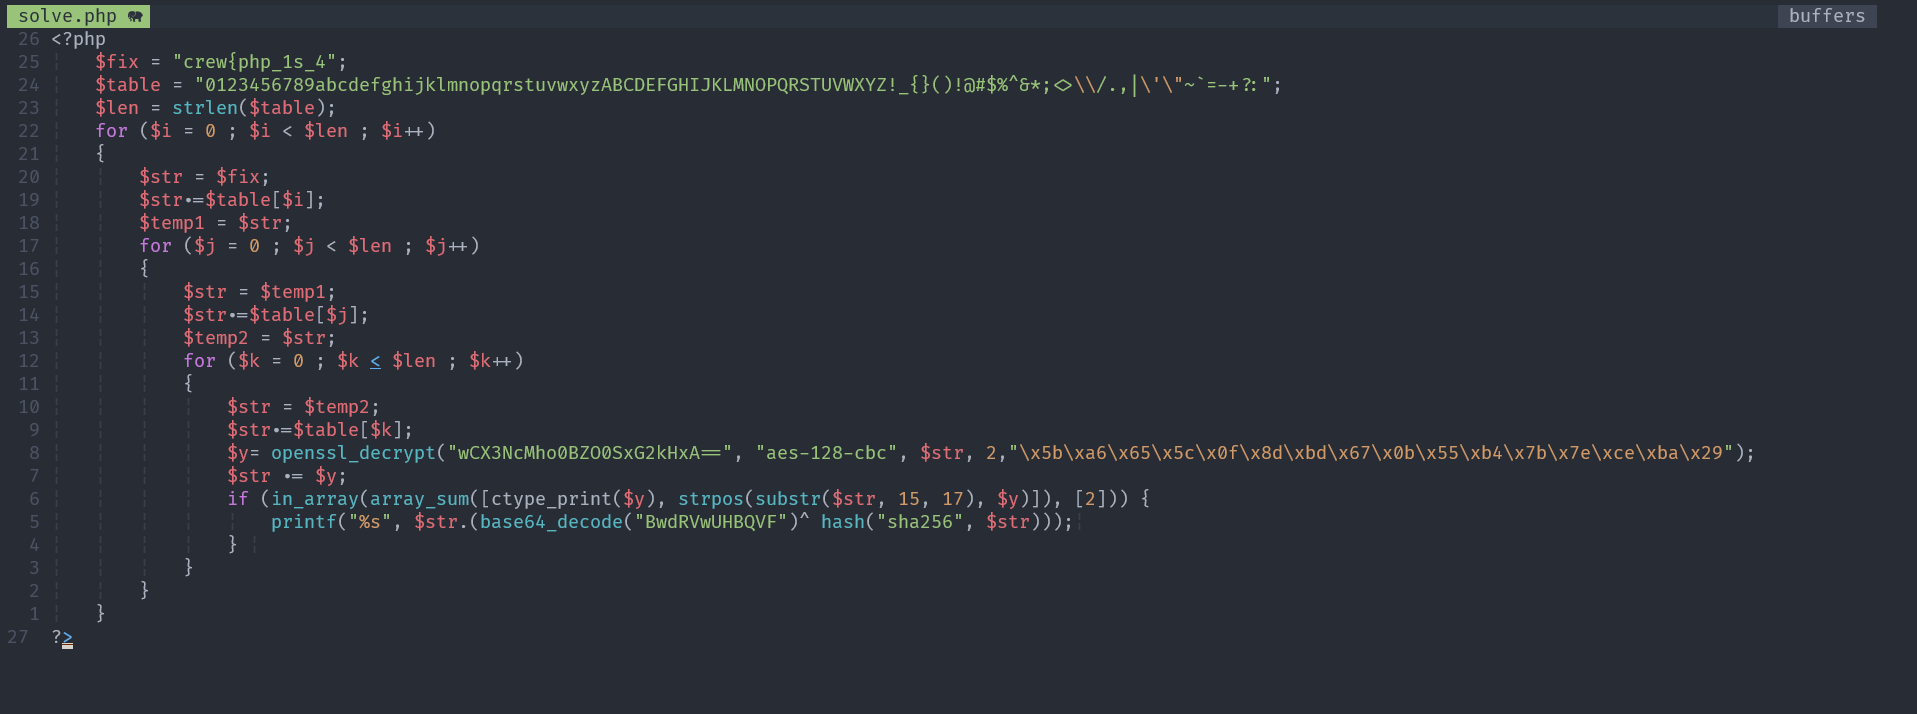 solve.php buffers
26 <?php
25 $fix = "crew{php_1s_4";
24 $table = "0123456789abcdefghijklmnopqrstuvwxyzABCDEFGHIJKLMNOPQRSTUVWXYZ!_{}()!@#$%^&*;<>\\/.,|\'\"~`=-+?:";
23 $len = strlen($table);
22 for ($i = 0 ; $i < $len ; $i++)
21 {
20 $str = $fix;
19 $str.=$table[$i];
18 $temp1 = $str;
17 for ($j = 0 ; $j < $len ; $j++)
16 {
15 $str = $temp1;
14 $str.=$table[$j];
13 $temp2 = $str;
12 for ($k = 0 ; $k < $len ; $k++)
11 {
10 $str = $temp2;
9 $str.=$table[$k];
8 $y= openssl_decrypt("wCX3NcMho0BZO0SxG2kHxA==", "aes-128-cbc", $str, 2,"\x5b\xa6\x65\x5c\x0f\x8d\xbd\x67\x0b\x55\xb4\x7b\x7e\xce\xba\x29");
7 $str .= $y;
6 if (in_array(array_sum([ctype_print($y), strpos(substr($str, 15, 17), $y)]), [2])) {
5 printf("%s", $str.(base64_decode("BwdRVwUHBQVF")^ hash("sha256", $str)));
4 }
3 }
2 }
1 }
27 ?>